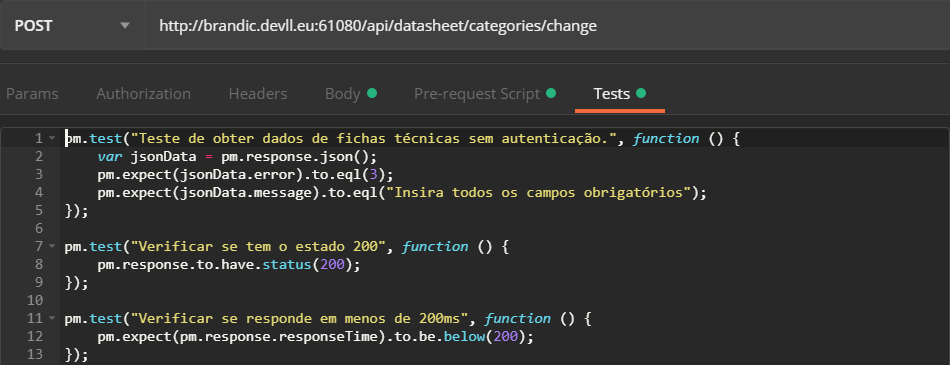 POST http://brandic.devll.eu:61080/api/datasheet/categories/change
Params Authorization Headers Body Pre-request Script Tests
1 pm.test("Teste de obter dados de fichas técnicas sem autenticação.", function () {
2 var jsonData = pm.response.json();
3 pm.expect(jsonData.error).to.eql(3);
4 pm.expect(jsonData.message).to.eql("Insira todos os campos obrigatórios");
5 });
6
7 pm.test("Verificar se tem o estado 200", function () {
8 pm.response.to.have.status(200);
9 });
10
11 pm.test("Verificar se responde em menos de 200ms", function () {
12 pm.expect(pm.response.responseTime).to.be.below(200);
13 });